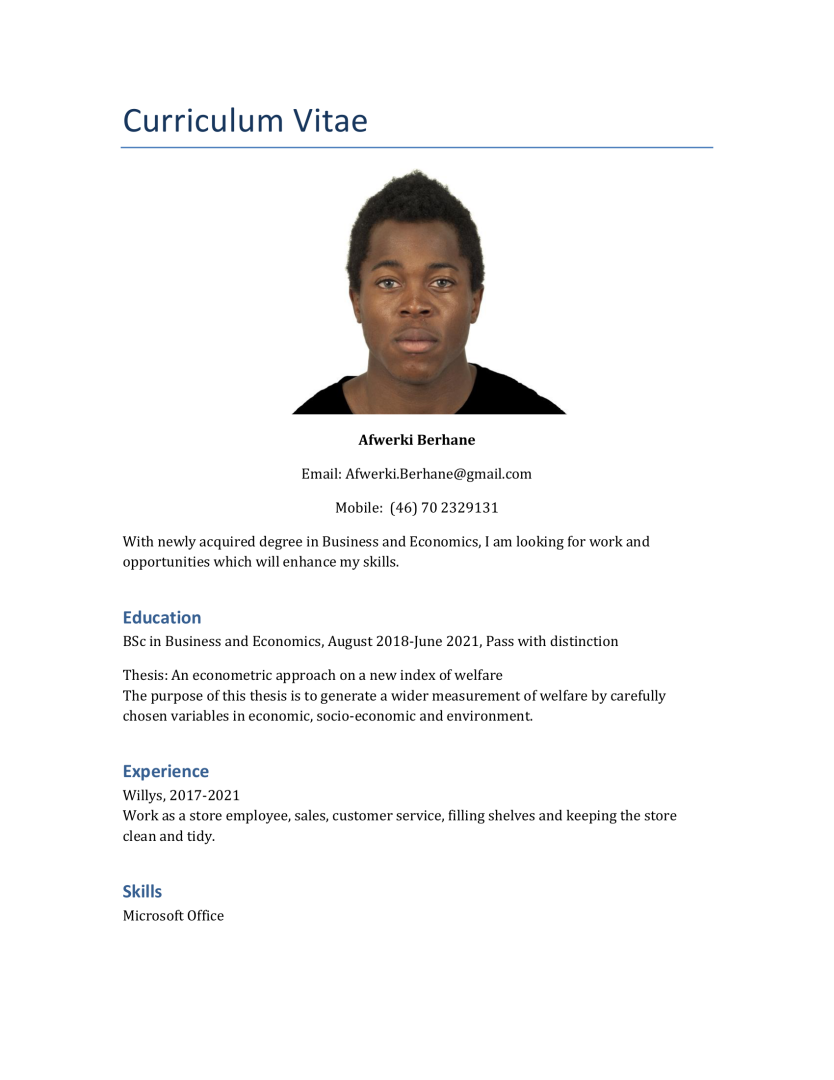 Curriculum Vitae
Afwerki Berhane
Email: Afwerki.Berhane@gmail.com
Mobile:  (46) 70 2329131
With newly acquired degree in Business and Economics, I am looking for work and
opportunities which will enhance my skills.
Education
BSc in Business and Economics, August 2018-June 2021, Pass with distinction
Thesis: An econometric approach on a new index of welfare
The purpose of this thesis is to generate a wider measurement of welfare by carefully
chosen variables in economic, socio-economic and environment.
Experience
Willys, 2017-2021
Work as a store employee, sales, customer service, filling shelves and keeping the store
clean and tidy.
Skills
Microsoft Office